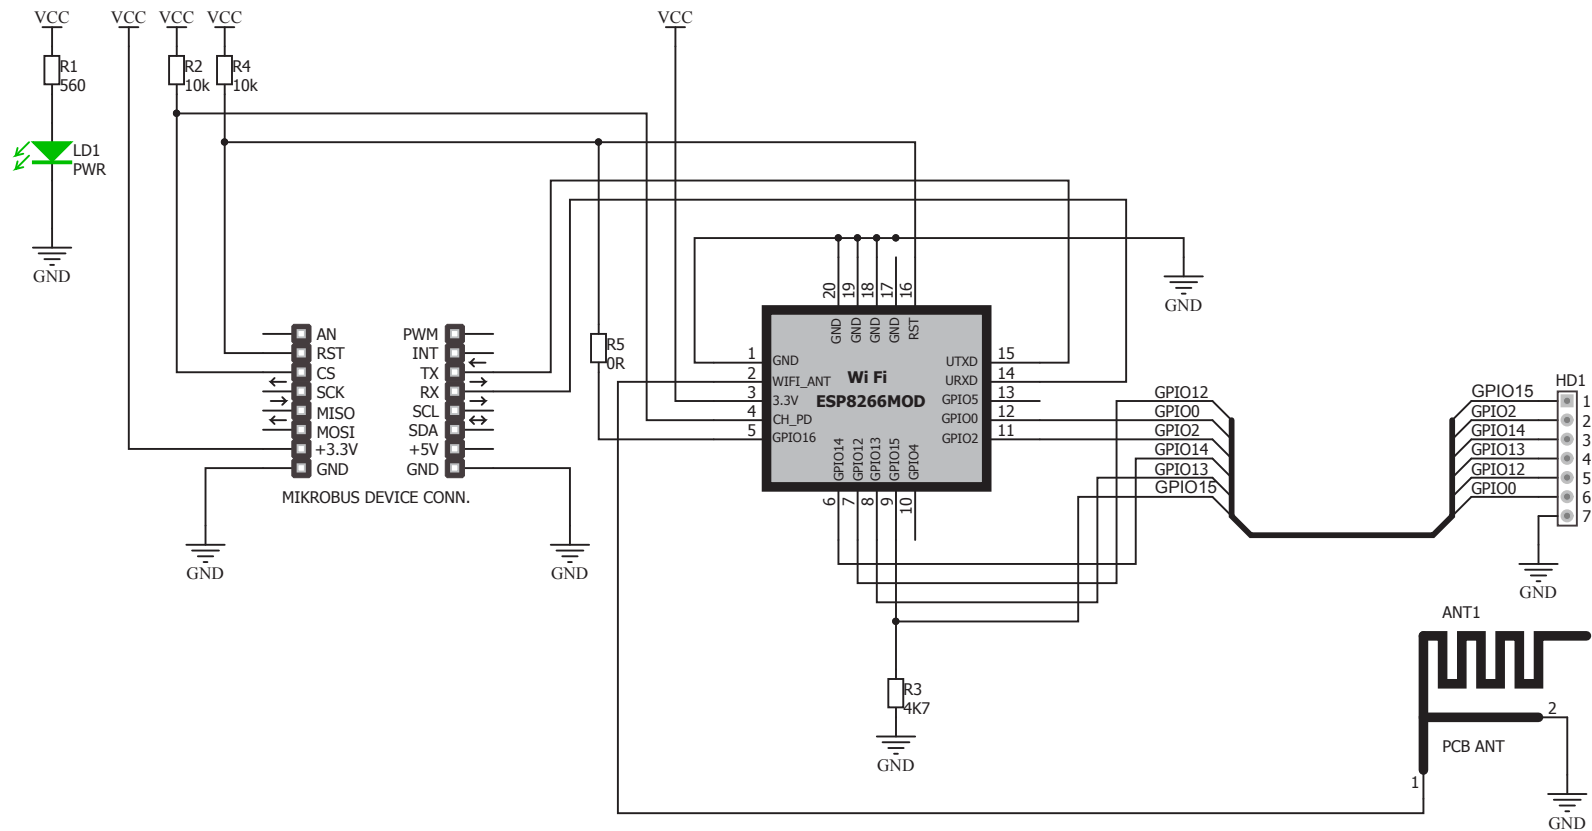 VCC VCC VCC VCC VCC
R1
560
R2
10k
R4
10k
LD1
PWR
GND
AN
RST
CS
SCK
MISO
MOSI
+3.3V
GND
PWM
INT
TX
RX
SCL
SDA
+5V
GND
MIKROBUS DEVICE CONN.
GND
GND
R5
0R
20 19 18 17 16
GND GND GND GND RST
1 GND
2 WIFI_ANT
3 3.3V
4 CH_PD
5 GPIO16
Wi Fi
ESP8266MOD
UTXD 15
URXD 14
GPIO5 13
GPIO0 12
GPIO2 11
GPIO14 GPIO12 GPIO13 GPIO15 GPIO4
6 7 8 9 10
GND
R3
4K7
GND
GPIO12
GPIO0
GPIO2
GPIO14
GPIO13
GPIO15
HD1
GPIO15 1
GPIO2 2
GPIO14 3
GPIO13 4
GPIO12 5
GPIO0 6
7
GND
ANT1
2
PCB ANT
1
GND